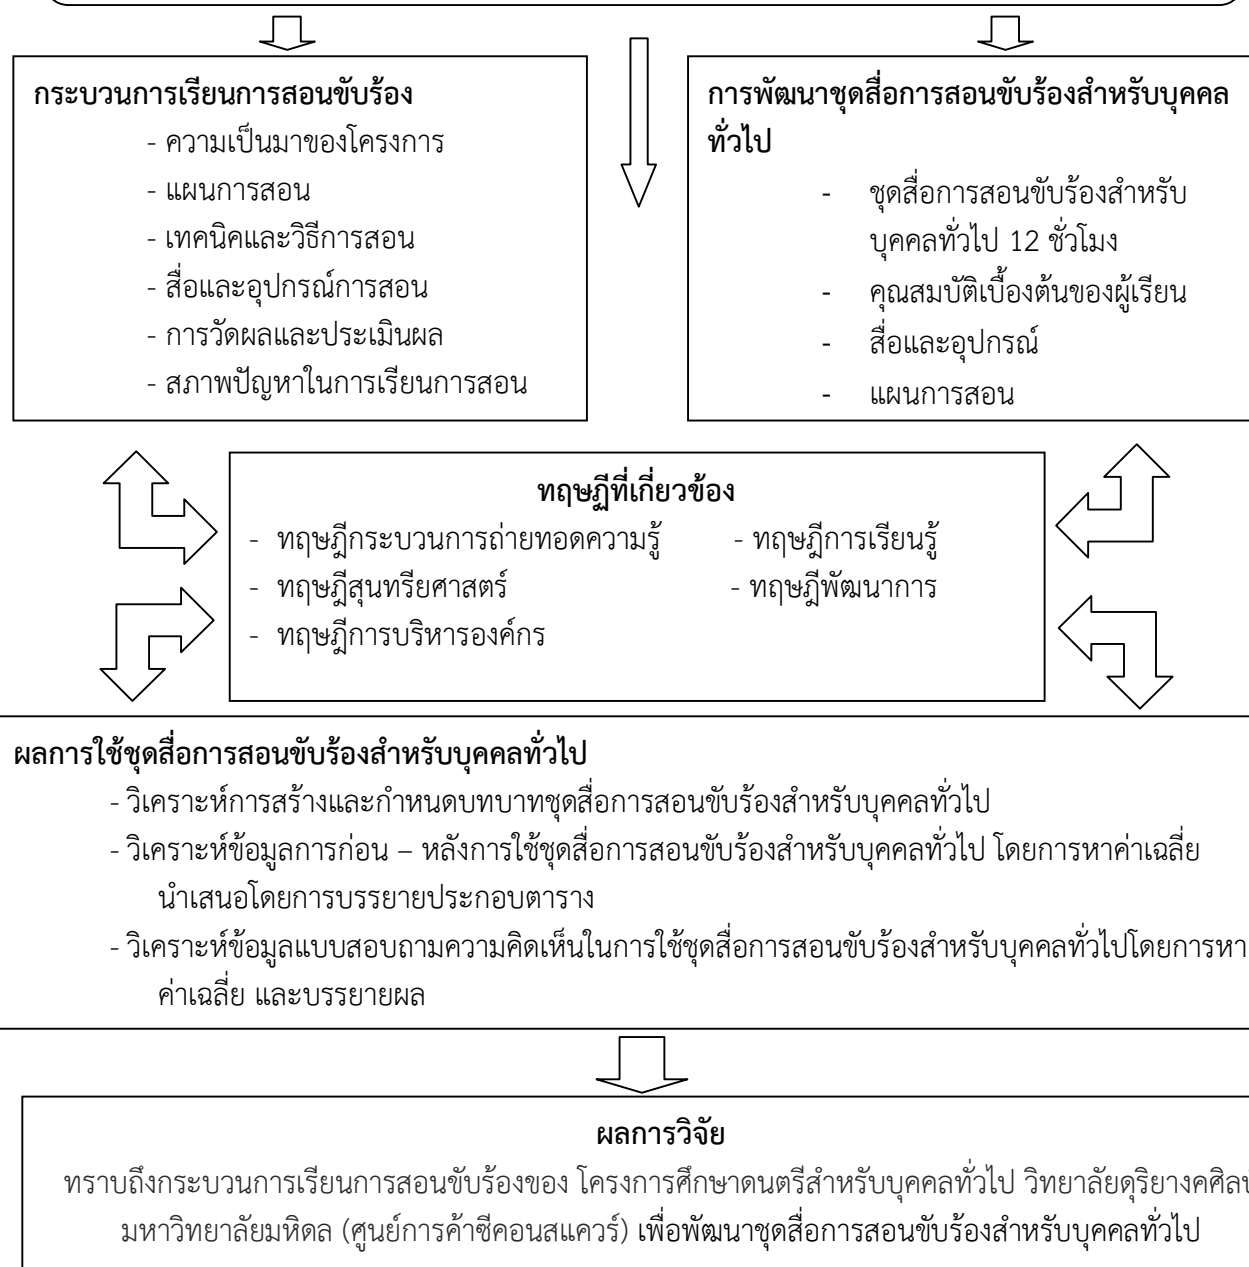 กระบวนการเรียนการสอนขับร้อง
- ความเป็นมาของโครงการ
- แผนการสอน
- เทคนิคและวิธีการสอน
- สื่อและอุปกรณ์การสอน
- การวัดผลและประเมินผล
- สภาพปัญหาในการเรียนการสอน
การพัฒนาชุดสื่อการสอนขับร้องสำหรับบุคคล
ทั่วไป
- ชุดสื่อการสอนขับร้องสำหรับ
บุคคลทั่วไป 12 ชั่วโมง
- คุณสมบัติเบื้องต้นของผู้เรียน
- สื่อและอุปกรณ์
- แผนการสอน
ทฤษฎีที่เกี่ยวข้อง
- ทฤษฎีกระบวนการถ่ายทอดความรู้ - ทฤษฎีการเรียนรู้
- ทฤษฎีสุนทรียศาสตร์ - ทฤษฎีพัฒนาการ
- ทฤษฎีการบริหารองค์กร
ผลการใช้ชุดสื่อการสอนขับร้องสำหรับบุคคลทั่วไป
- วิเคราะห์การสร้างและกำหนดบทบาทชุดสื่อการสอนขับร้องสำหรับบุคคลทั่วไป
- วิเคราะห์ข้อมูลการก่อน – หลังการใช้ชุดสื่อการสอนขับร้องสำหรับบุคคลทั่วไป โดยการหาค่าเฉลี่ย
นำเสนอโดยการบรรยายประกอบตาราง
- วิเคราะห์ข้อมูลแบบสอบถามความคิดเห็นในการใช้ชุดสื่อการสอนขับร้องสำหรับบุคคลทั่วไปโดยการหา
ค่าเฉลี่ย และบรรยายผล
ผลการวิจัย
ทราบถึงกระบวนการเรียนการสอนขับร้องของ โครงการศึกษาดนตรีสำหรับบุคคลทั่วไป
มหาวิทยาลัยมหิดล (ศูนย์การค้าซีคอนสแควร์) เพื่อพัฒนาชุดสื่อการสอนขับร้องสำหรับบุคคลทั่วไป